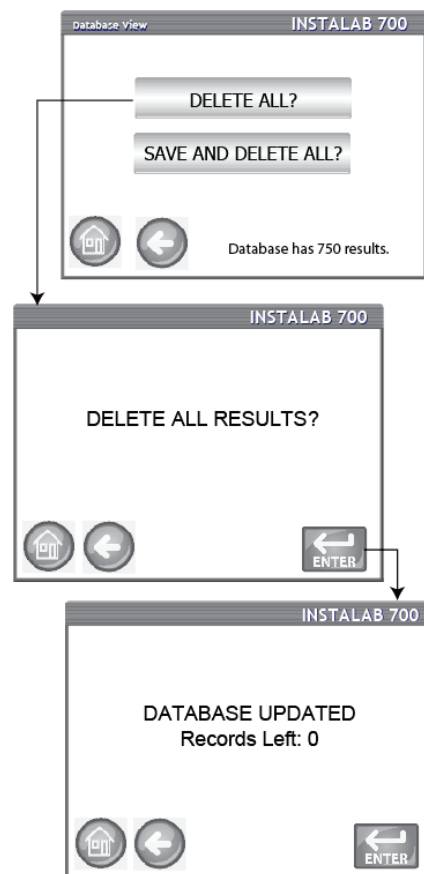 Database View INSTALAB 700
DELETE ALL?
SAVE AND DELETE ALL?
Database has 750 results.
INSTALAB 700
DELETE ALL RESULTS?
ENTER
INSTALAB 700
DATABASE UPDATED
Records Left: 0
ENTER